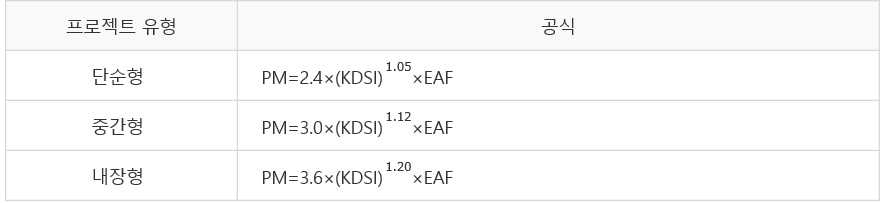 프로젝트 유형 공식
단순형 PM=2.4×(KDSI)^1.05×EAF
중간형 PM=3.0×(KDSI)^1.12×EAF
내장형 PM=3.6×(KDSI)^1.20×EAF